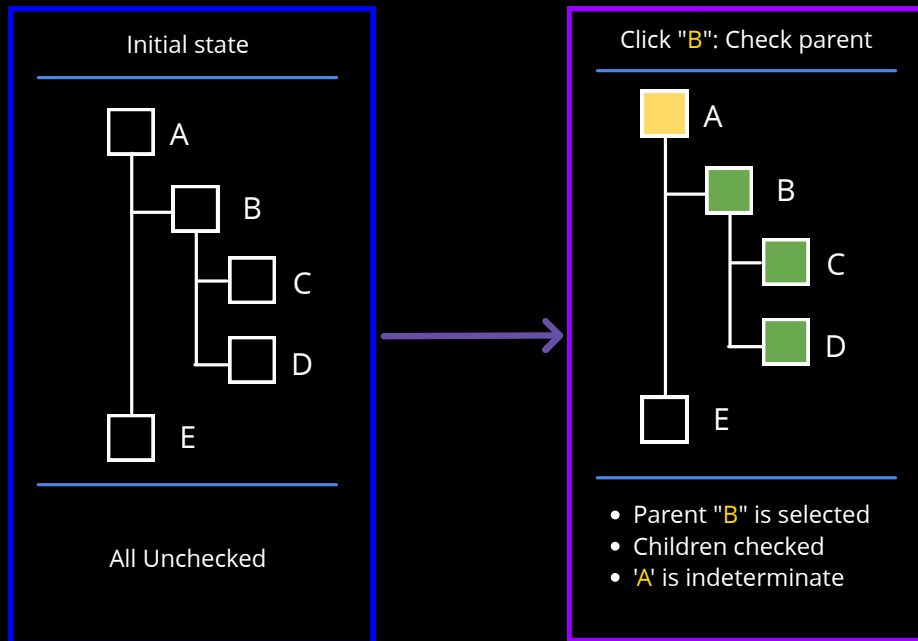 Initial state
A
B
C
D
E
All Unchecked
Click "B": Check parent
A
B
C
D
E
• Parent "B" is selected
• Children checked
• 'A' is indeterminate